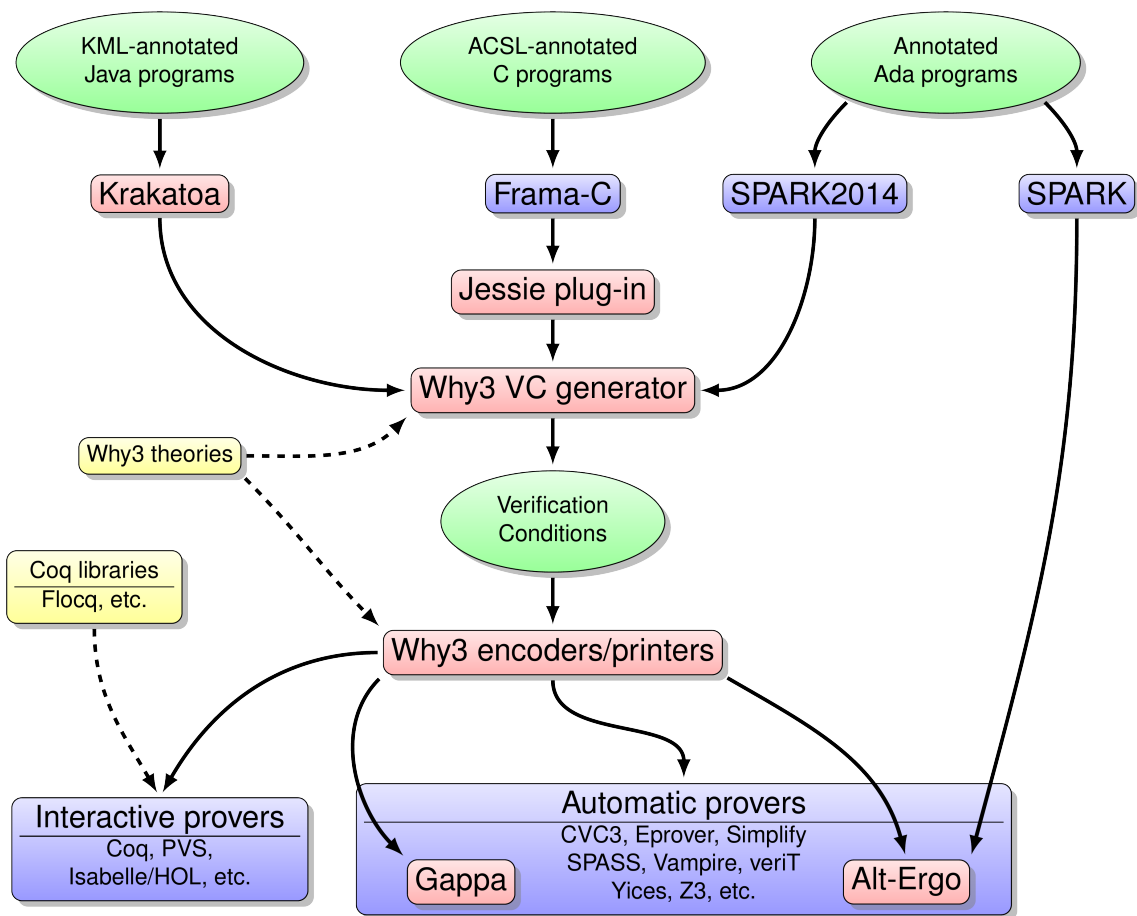 KML-annotated
Java programs
ACSL-annotated
C programs
Annotated
Ada programs
Krakatoa
Frama-C
SPARK2014
SPARK
Jessie plug-in
Why3 VC generator
Why3 theories
Verification
Conditions
Coq libraries
Flocq, etc.
Why3 encoders/printers
Interactive provers
Coq, PVS,
Isabelle/HOL, etc.
Automatic provers
CVC3, Eprover, Simplify
SPASS, Vampire, veriT
Yices, Z3, etc.
Gappa
Alt-Ergo